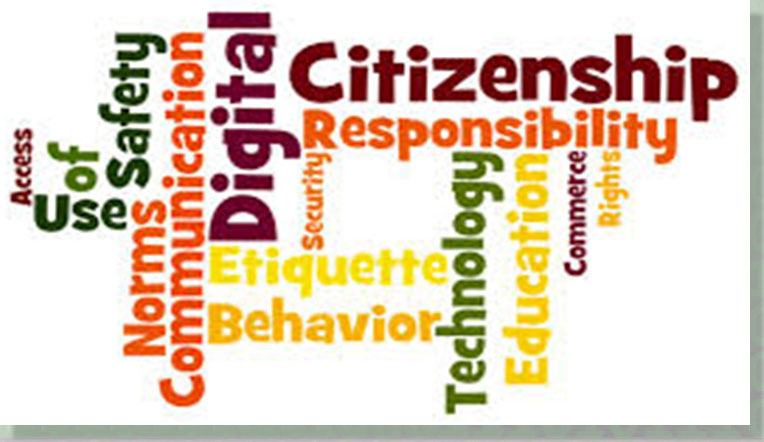 Digital
Citizenship
Responsibility
Access
of
Use
Safety
Norms
Communication
Security
Etiquette
Behavior
Technology
Education
Commerce
Rights